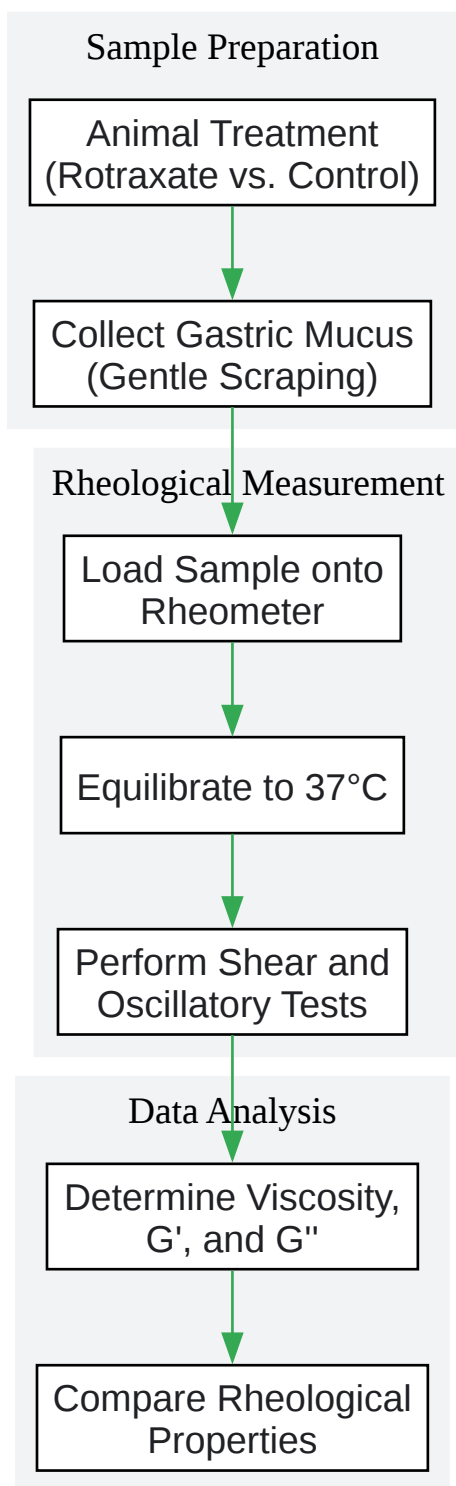 Sample Preparation
Animal Treatment
(Rotraxate vs. Control)
Collect Gastric Mucus
(Gentle Scraping)
Rheological Measurement
Load Sample onto
Rheometer
Equilibrate to 37°C
Perform Shear and
Oscillatory Tests
Data Analysis
Determine Viscosity,
G', and G''
Compare Rheological
Properties